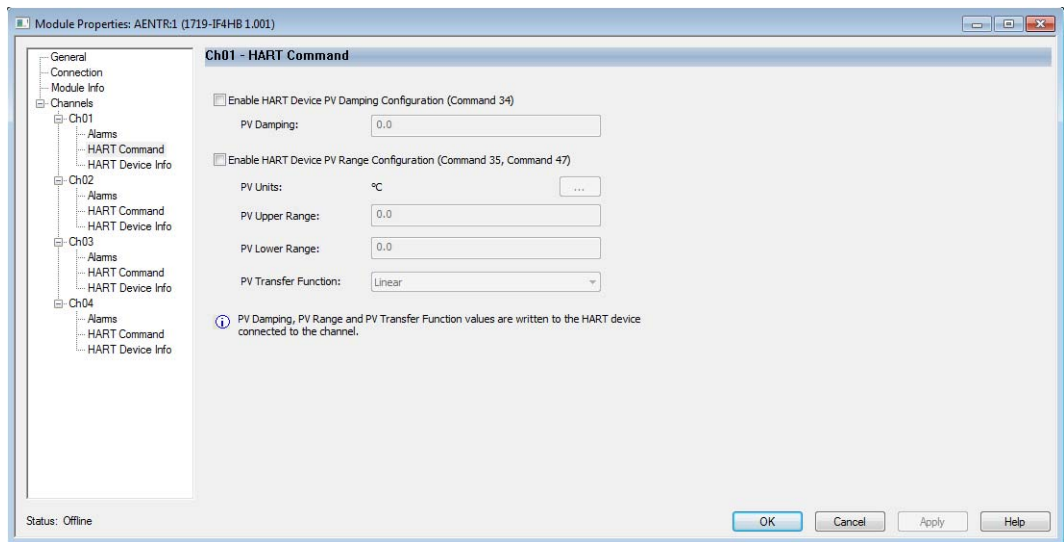 Module Properties: AENTR:1 (1719-IF4HB 1.001)
General
Connection
Module Info
Channels
Ch01
Alarms
HART Command
HART Device Info
Ch02
Alarms
HART Command
HART Device Info
Ch03
Alarms
HART Command
HART Device Info
Ch04
Alarms
HART Command
HART Device Info
Ch01 - HART Command
Enable HART Device PV Damping Configuration (Command 34)
PV Damping: 0.0
Enable HART Device PV Range Configuration (Command 35, Command 47)
PV Units: °C ...
PV Upper Range: 0.0
PV Lower Range: 0.0
PV Transfer Function: Linear
PV Damping, PV Range and PV Transfer Function values are written to the HART device
connected to the channel.
Status: Offline
OK Cancel Apply Help